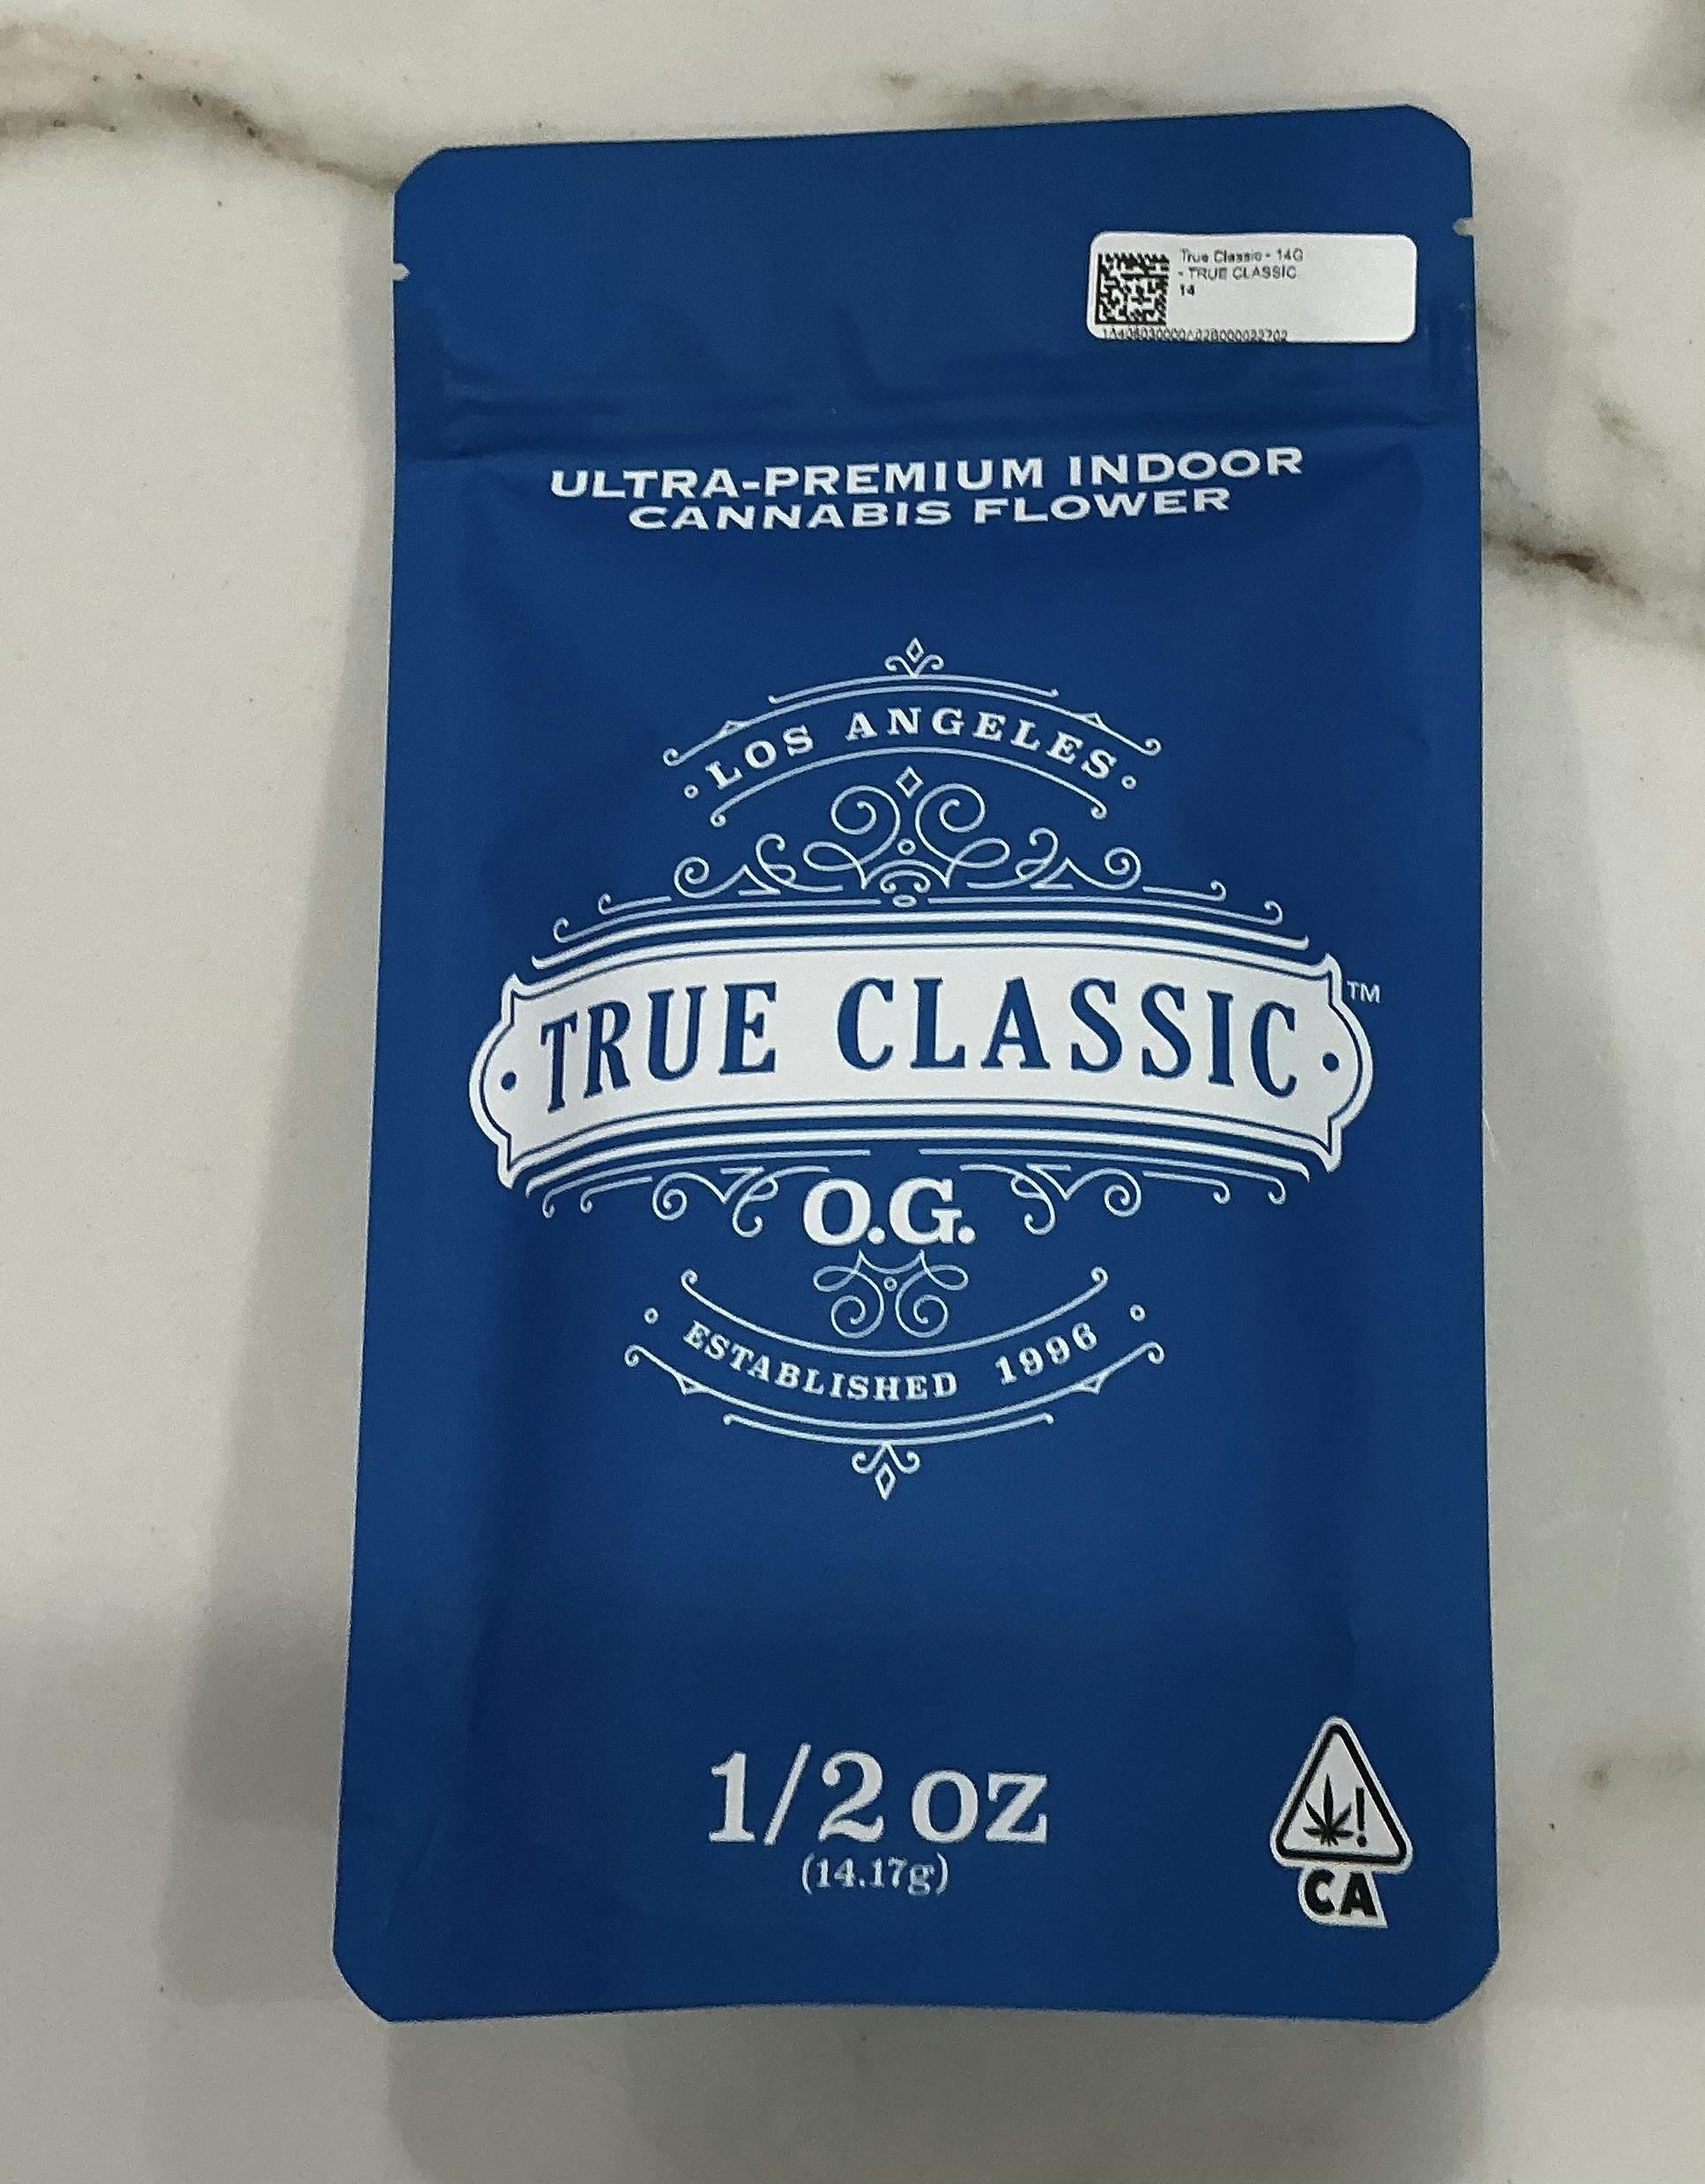 True Classic - 14G
- TRUE CLASSIC
14
1A406030000A02B000022702
ULTRA-PREMIUM INDOOR
CANNABIS FLOWER
LOS ANGELES
TRUE CLASSIC™
O.G.
ESTABLISHED 1996
1/2 OZ
(14.17g)
!
CA